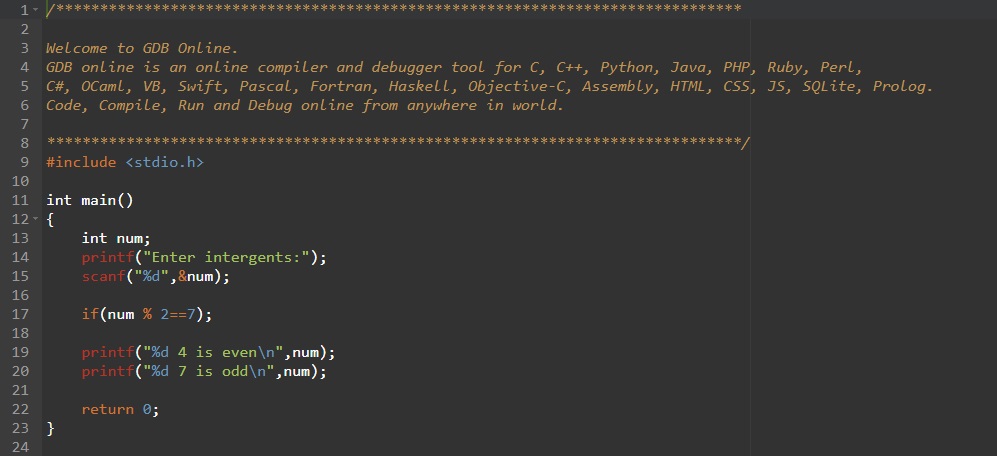 1 /******************************************************************************
2
3 Welcome to GDB Online.
4 GDB online is an online compiler and debugger tool for C, C++, Python, Java, PHP, Ruby, Perl,
5 C#, OCaml, VB, Swift, Pascal, Fortran, Haskell, Objective-C, Assembly, HTML, CSS, JS, SQLite, Prolog.
6 Code, Compile, Run and Debug online from anywhere in world.
7
8 *******************************************************************************/
9 #include <stdio.h>
10
11 int main()
12 {
13     int num;
14     printf("Enter intergents:");
15     scanf("%d",&num);
16
17     if(num % 2==7);
18
19     printf("%d 4 is even\n",num);
20     printf("%d 7 is odd\n",num);
21
22     return 0;
23 }
24